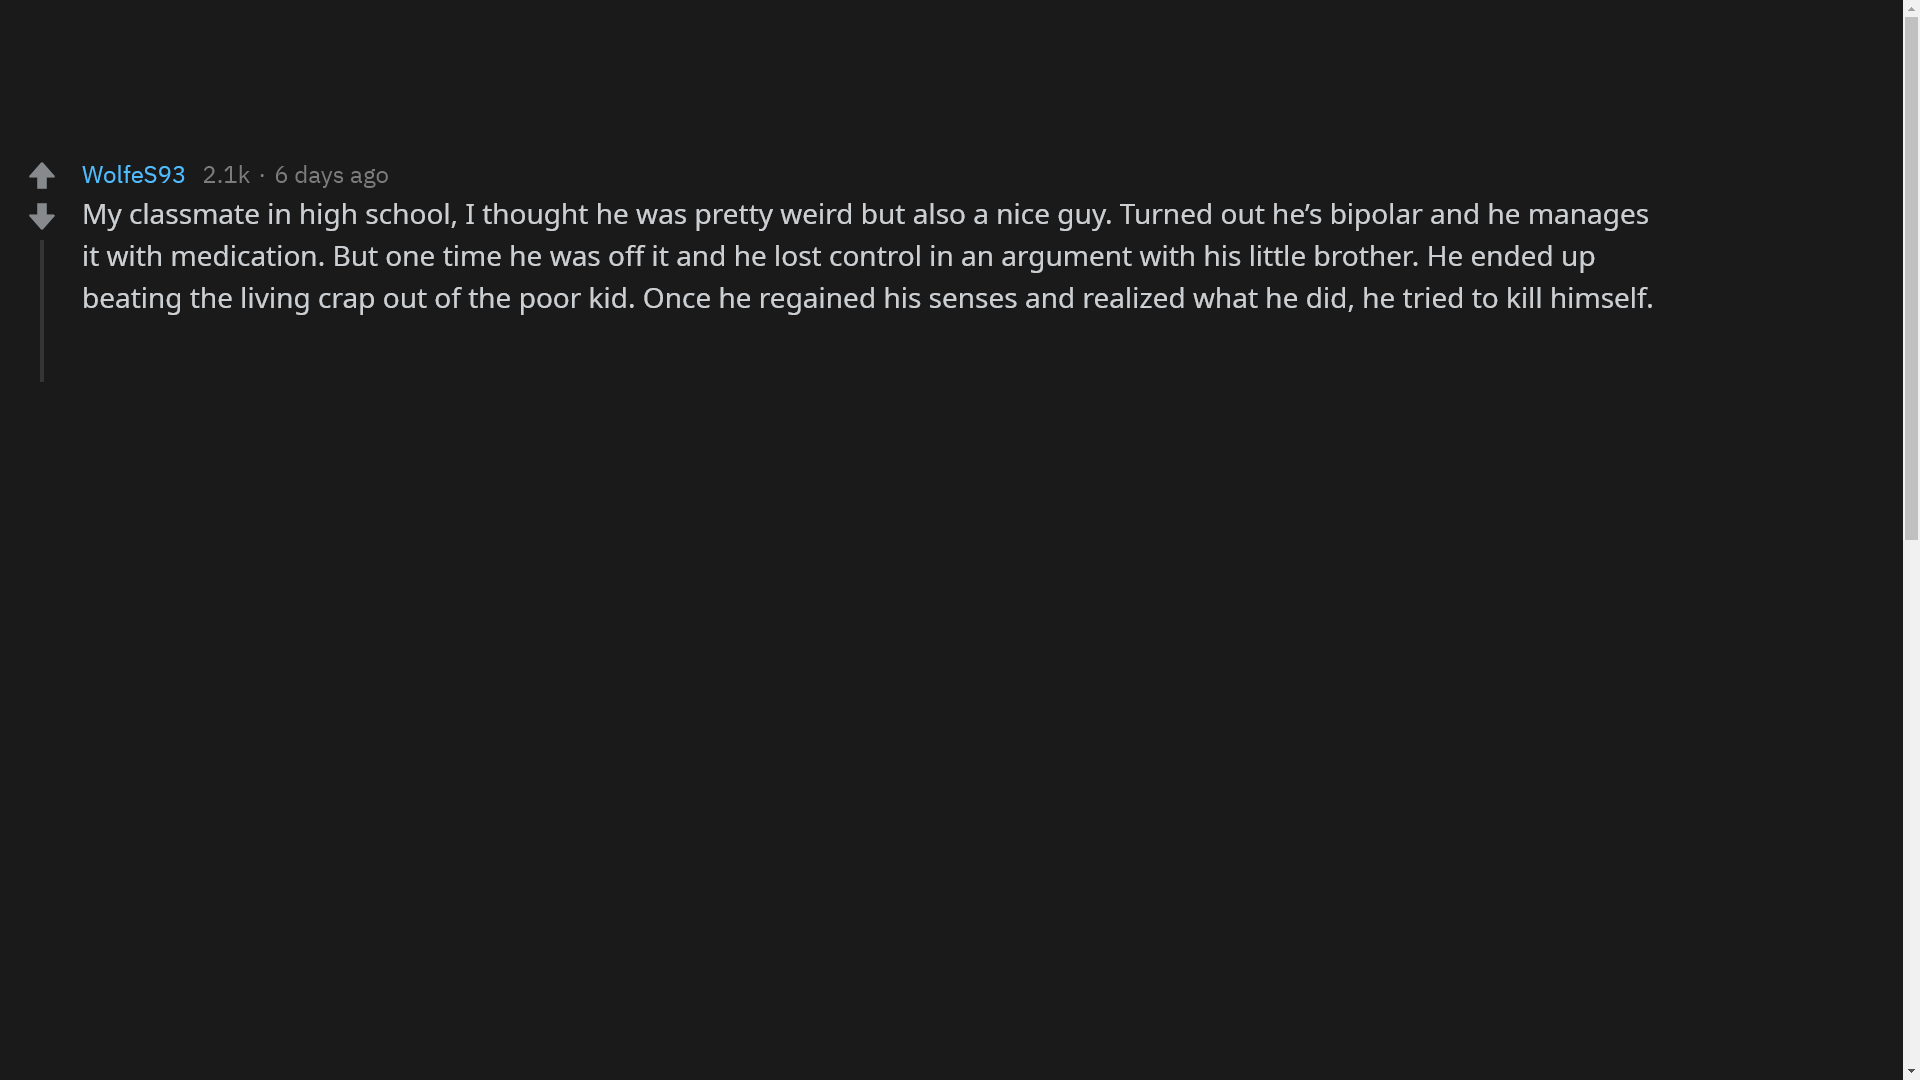 WolfeS93 2.1k · 6 days ago
My classmate in high school, I thought he was pretty weird but also a nice guy. Turned out he’s bipolar and he manages
it with medication. But one time he was off it and he lost control in an argument with his little brother. He ended up
beating the living crap out of the poor kid. Once he regained his senses and realized what he did, he tried to kill himself.